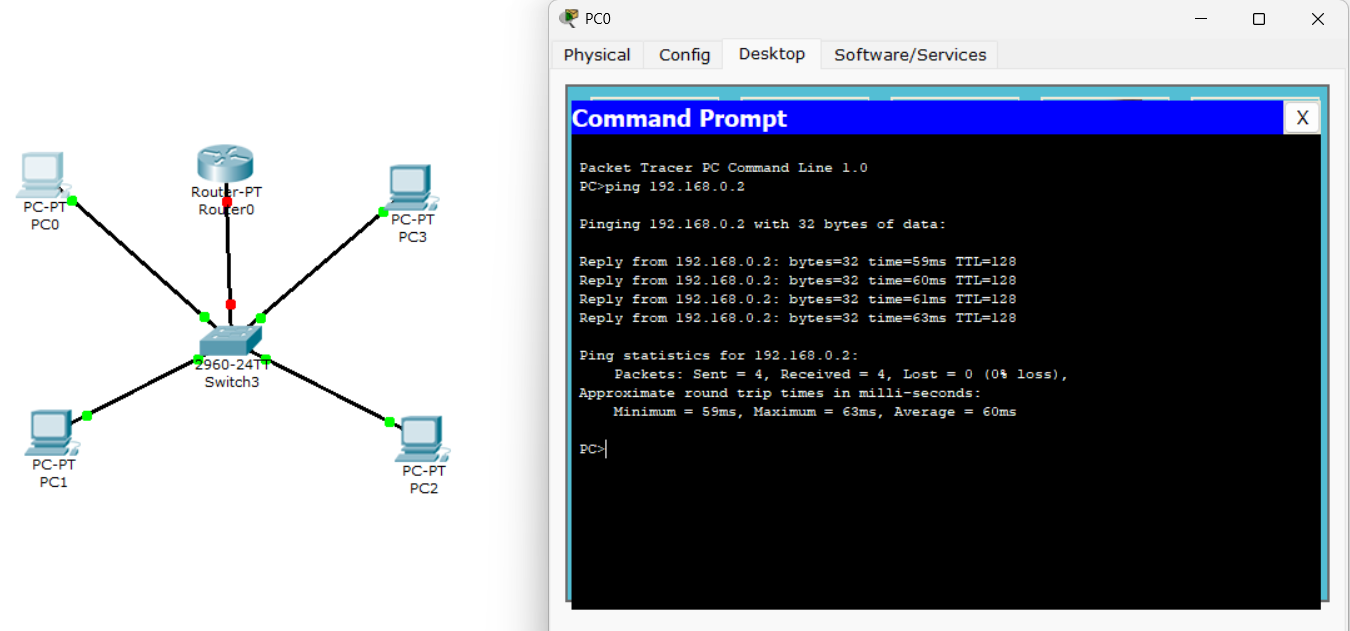 PC-PT
PC0
Router-PT
Router0
PC-PT
PC3
2960-24TT
Switch3
PC-PT
PC1
PC-PT
PC2
PC0
Physical Config Desktop Software/Services
Command Prompt X
Packet Tracer PC Command Line 1.0
PC>ping 192.168.0.2
Pinging 192.168.0.2 with 32 bytes of data:
Reply from 192.168.0.2: bytes=32 time=59ms TTL=128
Reply from 192.168.0.2: bytes=32 time=60ms TTL=128
Reply from 192.168.0.2: bytes=32 time=61ms TTL=128
Reply from 192.168.0.2: bytes=32 time=63ms TTL=128
Ping statistics for 192.168.0.2:
Packets: Sent = 4, Received = 4, Lost = 0 (0% loss),
Approximate round trip times in milli-seconds:
Minimum = 59ms, Maximum = 63ms, Average = 60ms
PC>